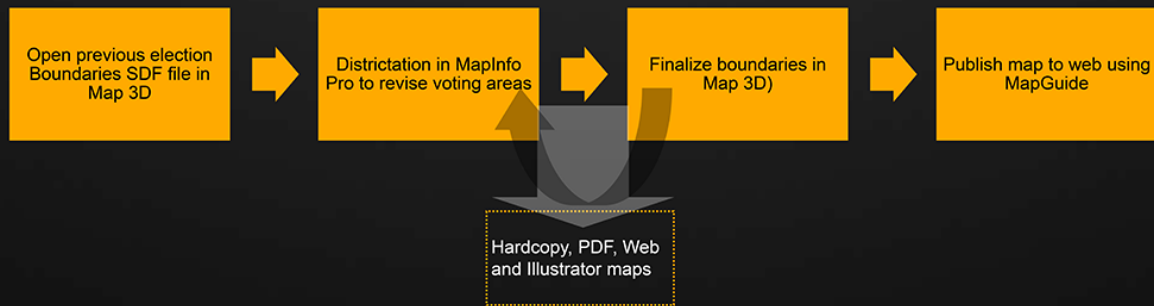 Open previous election
Boundaries SDF file in
Map 3D
Districtation in MapInfo
Pro to revise voting areas
Finalize boundaries in
Map 3D)
Publish map to web using
MapGuide
Hardcopy, PDF, Web
and Illustrator maps